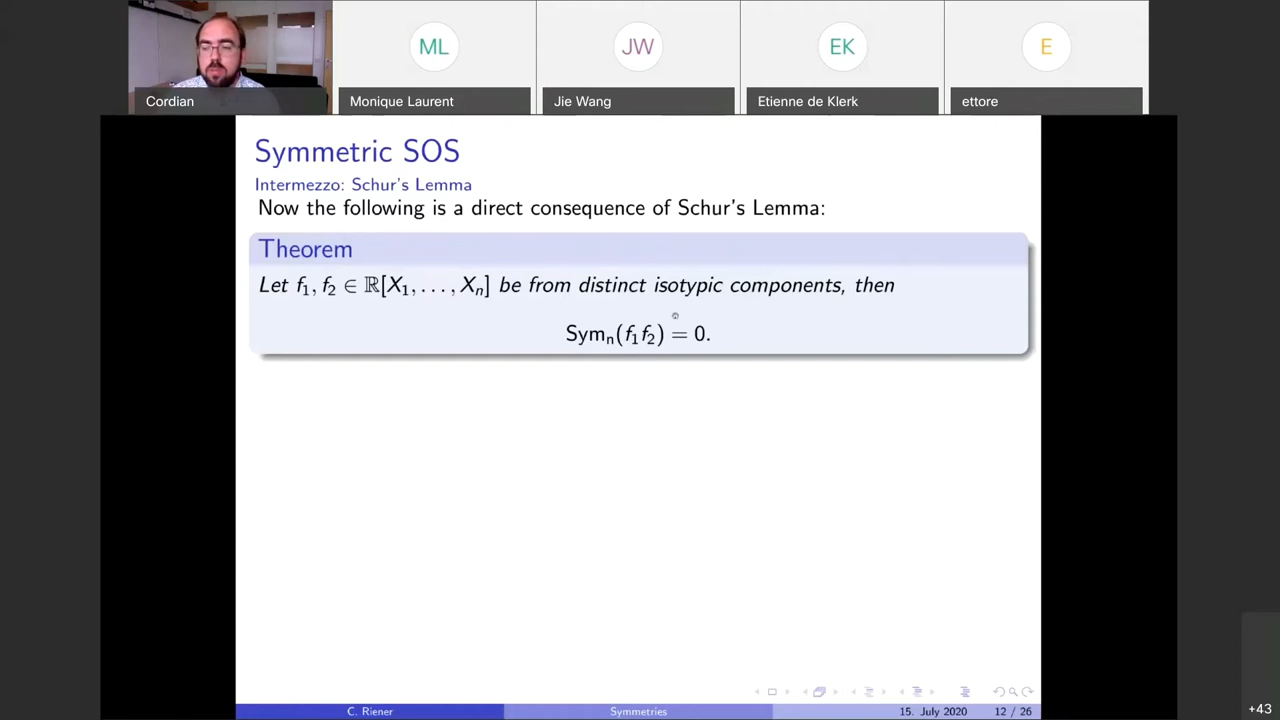 ML
JW
EK
E
Cordian
Monique Laurent
Jie Wang
Etienne de Klerk
ettore
Symmetric SOS
Intermezzo: Schur's Lemma
Now the following is a direct consequence of Schur's Lemma:
Theorem
Let f₁, f₂ ∈ ℝ[X₁, . . . , Xₙ] be from distinct isotypic components, then
Symₙ(f₁f₂) = 0.
C. Riener
Symmetries
15. July 2020
12 / 26
+43